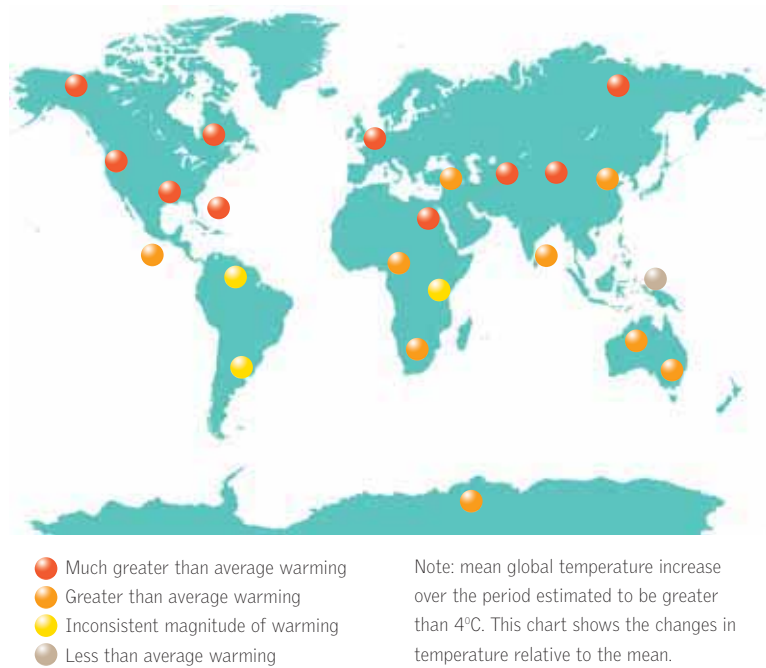 Much greater than average warming
Greater than average warming
Inconsistent magnitude of warming
Less than average warming
Note: mean global temperature increase
over the period estimated to be greater
than 4⁰C. This chart shows the changes in
temperature relative to the mean.